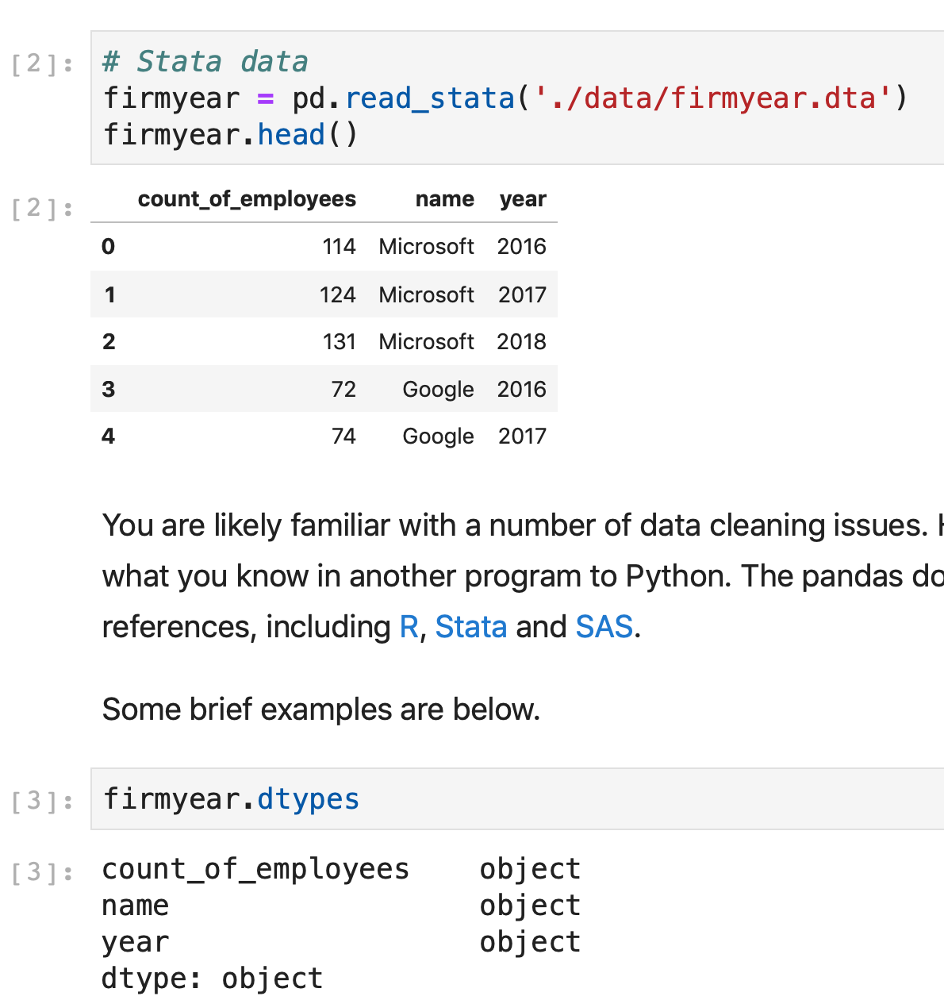 [2]:
# Stata data
firmyear = pd.read_stata('./data/firmyear.dta')
firmyear.head()
[2]:
count_of_employees name year
0 114 Microsoft 2016
1 124 Microsoft 2017
2 131 Microsoft 2018
3 72 Google 2016
4 74 Google 2017
You are likely familiar with a number of data cleaning issues.
what you know in another program to Python. The pandas do
references, including R, Stata and SAS.
Some brief examples are below.
[3]:
firmyear.dtypes
[3]:
count_of_employees object
name object
year object
dtype: object